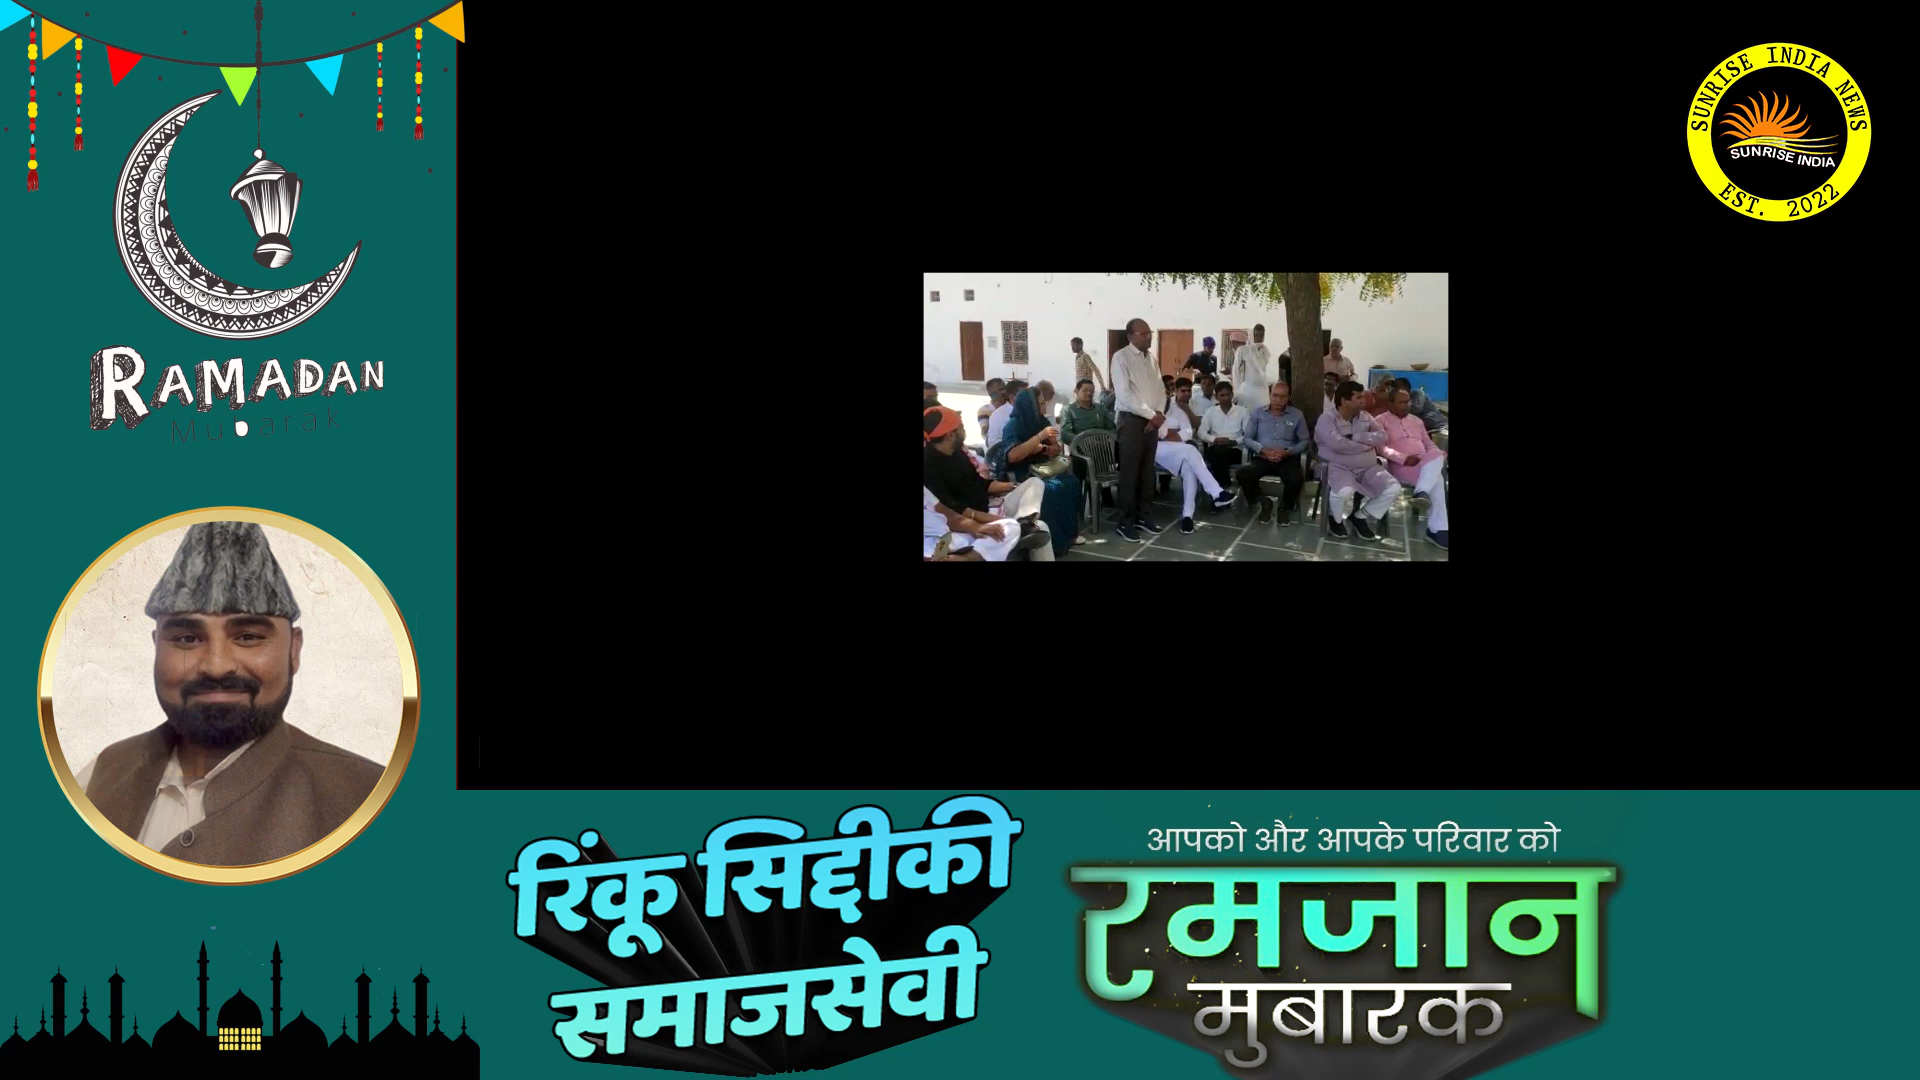 RAMADAN
Mubarak
SUNRISE INDIA NEWS
SUNRISE INDIA
EST. 2022
रिंकू सिद्दीकी
समाजसेवी
आपको और आपके परिवार को
रमजान
मुबारक